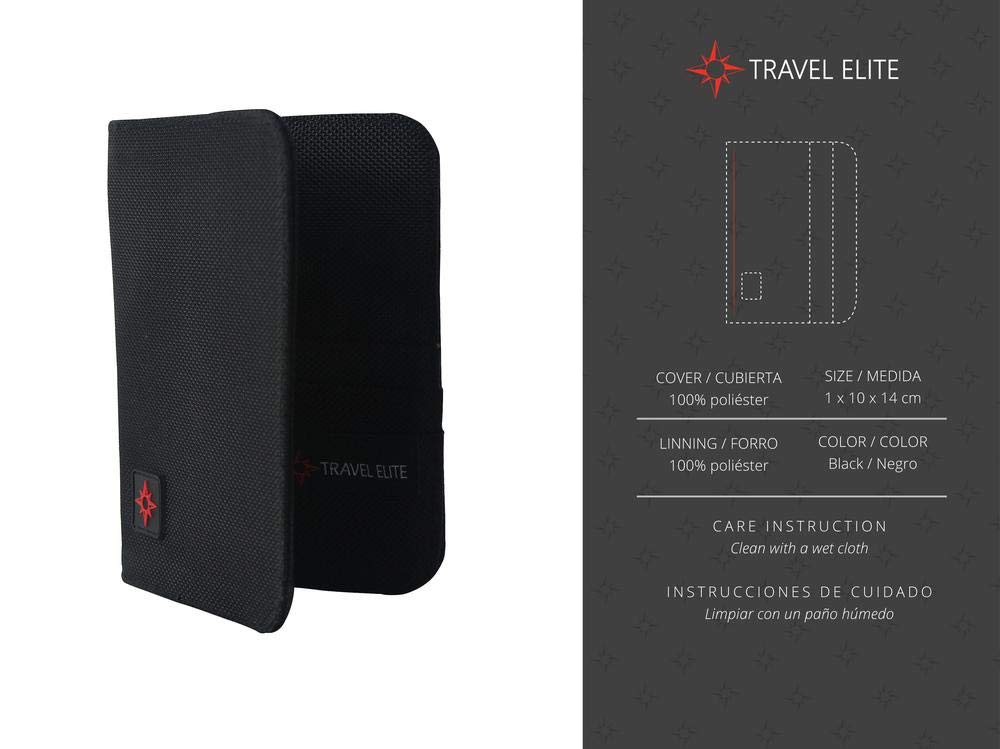 TRAVEL ELITE
TRAVEL ELITE
COVER / CUBIERTA
100% poliéster
SIZE / MEDIDA
1 x 10 x 14 cm
LINNING / FORRO
100% poliéster
COLOR / COLOR
Black / Negro
CARE INSTRUCTION
Clean with a wet cloth
INSTRUCCIONES DE CUIDADO
Limpiar con un paño húmedo